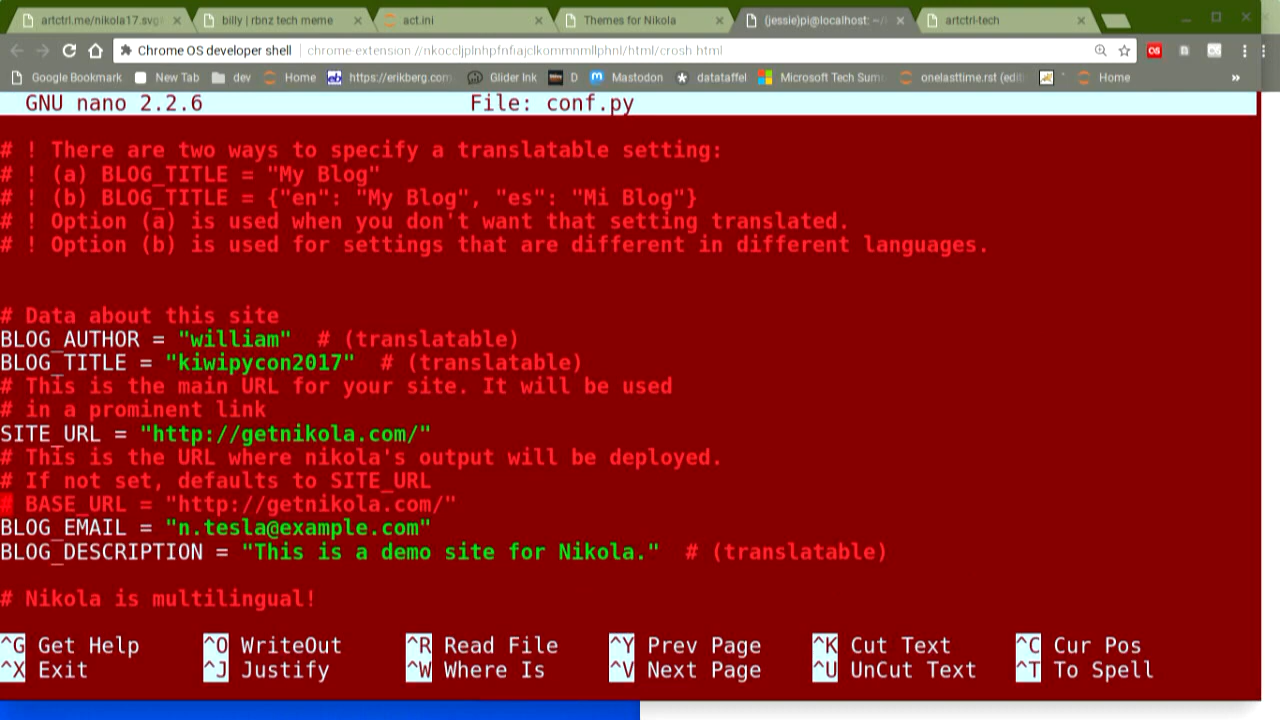 artctrl.me/nikola17.svg
billy | rbnz tech meme
act.ini
Themes for Nikola
(jessie)pi@localhost: ~/
artctrl-tech
Chrome OS developer shell | chrome-extension://nkoccljplnhpfnfiajclkommnmllphnl/html/crosh.html
Google Bookmark New Tab dev Home https://erikberg.com Glider Ink D Mastodon datataffel Microsoft Tech Sum onelasttime.rst (edit Home »
GNU nano 2.2.6 File: conf.py
# ! There are two ways to specify a translatable setting:
# ! (a) BLOG_TITLE = "My Blog"
# ! (b) BLOG_TITLE = {"en": "My Blog", "es": "Mi Blog"}
# ! Option (a) is used when you don't want that setting translated.
# ! Option (b) is used for settings that are different in different languages.
# Data about this site
BLOG_AUTHOR = "william"  # (translatable)
BLOG_TITLE = "kiwipycon2017"  # (translatable)
# This is the main URL for your site. It will be used
# in a prominent link
SITE_URL = "http://getnikola.com/"
# This is the URL where nikola's output will be deployed.
# If not set, defaults to SITE_URL
# BASE_URL = "http://getnikola.com/"
BLOG_EMAIL = "n.tesla@example.com"
BLOG_DESCRIPTION = "This is a demo site for Nikola."  # (translatable)
# Nikola is multilingual!
^G Get Help ^O WriteOut ^R Read File ^Y Prev Page ^K Cut Text ^C Cur Pos
^X Exit ^J Justify ^W Where Is ^V Next Page ^U UnCut Text ^T To Spell